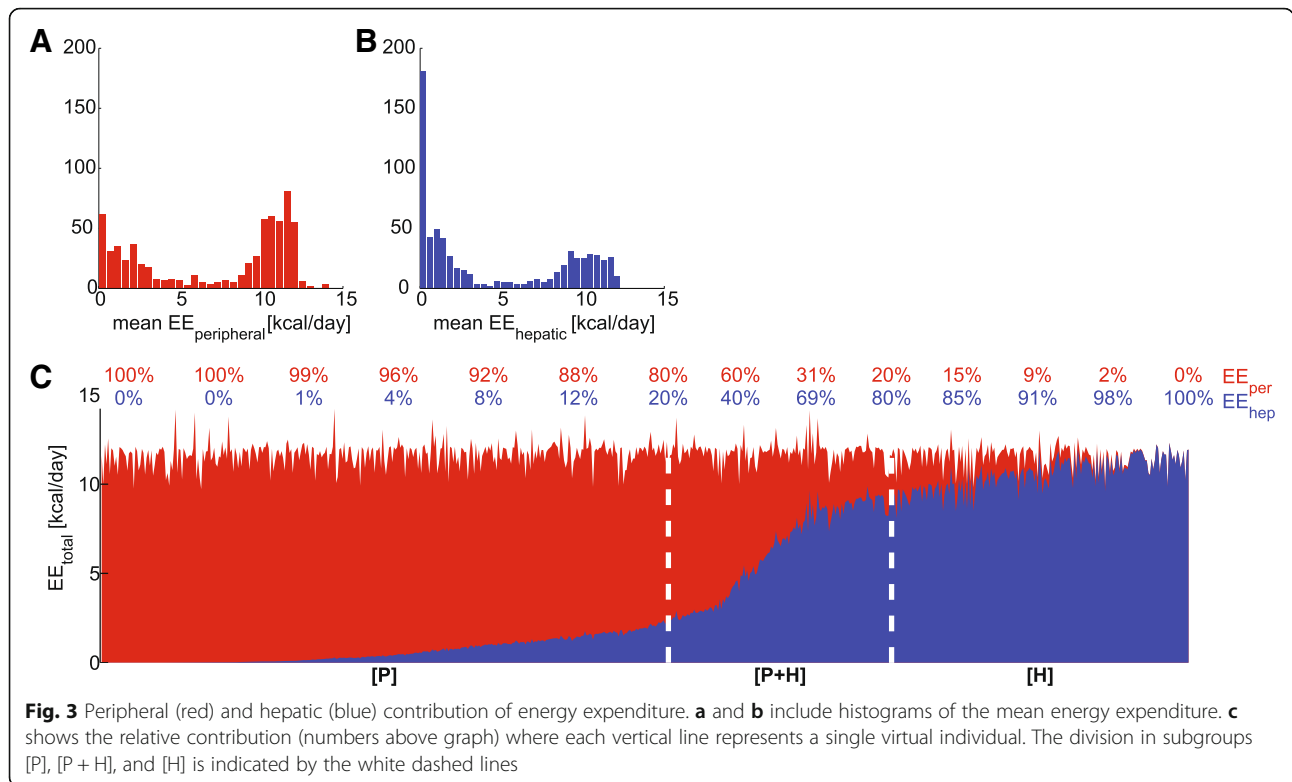 A
200
150
100
50
0
0 5 10 15
mean EE_peripheral [kcal/day]
B
200
150
100
50
0
0 5 10 15
mean EE_hepatic [kcal/day]
C
100% 100% 99% 96% 92% 88% 80% 60% 31% 20% 15% 9% 2% 0% EE_per
0% 0% 1% 4% 8% 12% 20% 40% 69% 80% 85% 91% 98% 100% EE_hep
15
10
5
0
EE_total [kcal/day]
[P] [P+H] [H]
Fig. 3 Peripheral (red) and hepatic (blue) contribution of energy expenditure. a and b include histograms of the mean energy expenditure. c
shows the relative contribution (numbers above graph) where each vertical line represents a single virtual individual. The division in subgroups
[P], [P + H], and [H] is indicated by the white dashed lines